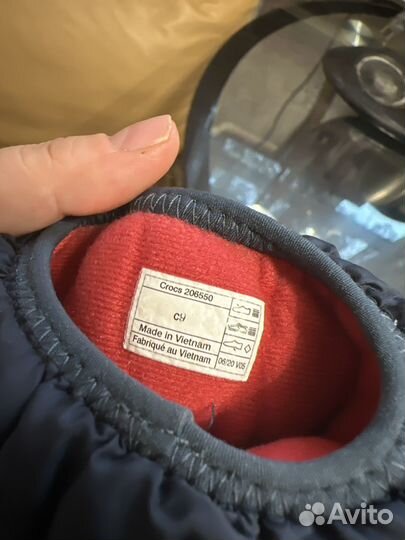 Crocs 206550
C9
Made in Vietnam
Fabriqué au Vietnam
06/20 V05
Avito